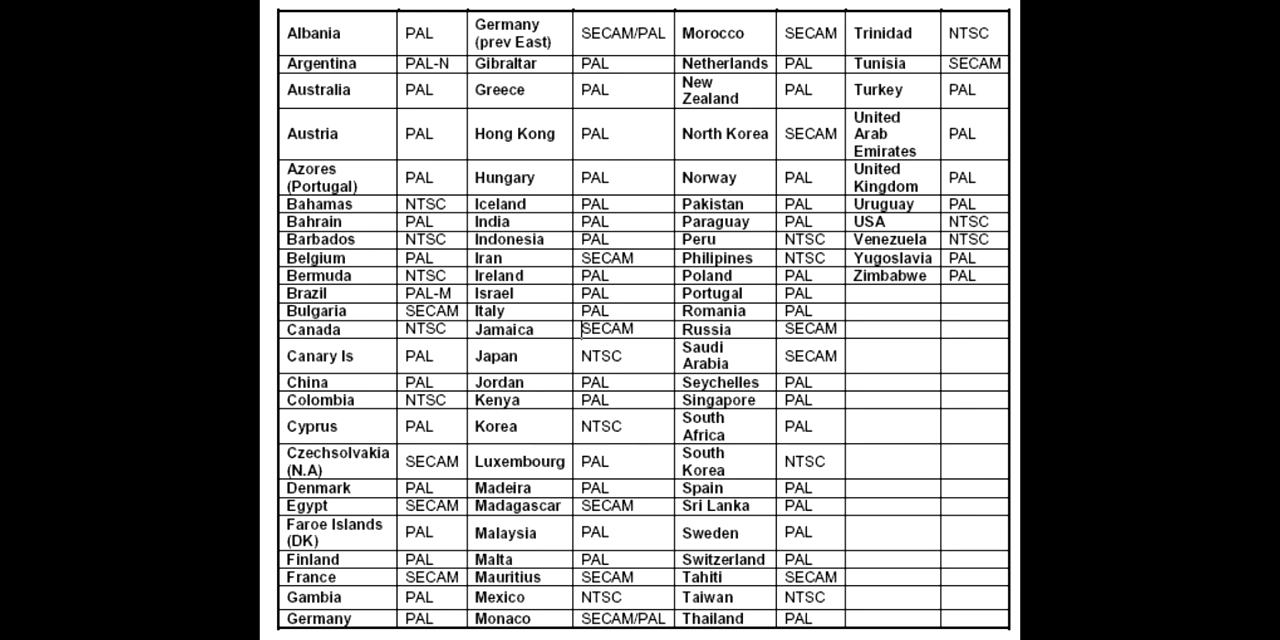 Albania PAL Germany (prev East) SECAM/PAL Morocco SECAM Trinidad NTSC
Argentina PAL-N Gibraltar PAL Netherlands PAL Tunisia SECAM
Australia PAL Greece PAL New Zealand PAL Turkey PAL
Austria PAL Hong Kong PAL North Korea SECAM United Arab Emirates PAL
Azores (Portugal) PAL Hungary PAL Norway PAL United Kingdom PAL
Bahamas NTSC Iceland PAL Pakistan PAL Uruguay PAL
Bahrain PAL India PAL Paraguay PAL USA NTSC
Barbados NTSC Indonesia PAL Peru NTSC Venezuela NTSC
Belgium PAL Iran SECAM Philipines NTSC Yugoslavia PAL
Bermuda NTSC Ireland PAL Poland PAL Zimbabwe PAL
Brazil PAL-M Israel PAL Portugal PAL
Bulgaria SECAM Italy PAL Romania PAL
Canada NTSC Jamaica SECAM Russia SECAM
Canary Is PAL Japan NTSC Saudi Arabia SECAM
China PAL Jordan PAL Seychelles PAL
Colombia NTSC Kenya PAL Singapore PAL
Cyprus PAL Korea NTSC South Africa PAL
Czechsolvakia (N.A) SECAM Luxembourg PAL South Korea NTSC
Denmark PAL Madeira PAL Spain PAL
Egypt SECAM Madagascar SECAM Sri Lanka PAL
Faroe Islands (DK) PAL Malaysia PAL Sweden PAL
Finland PAL Malta PAL Switzerland PAL
France SECAM Mauritius SECAM Tahiti SECAM
Gambia PAL Mexico NTSC Taiwan NTSC
Germany PAL Monaco SECAM/PAL Thailand PAL